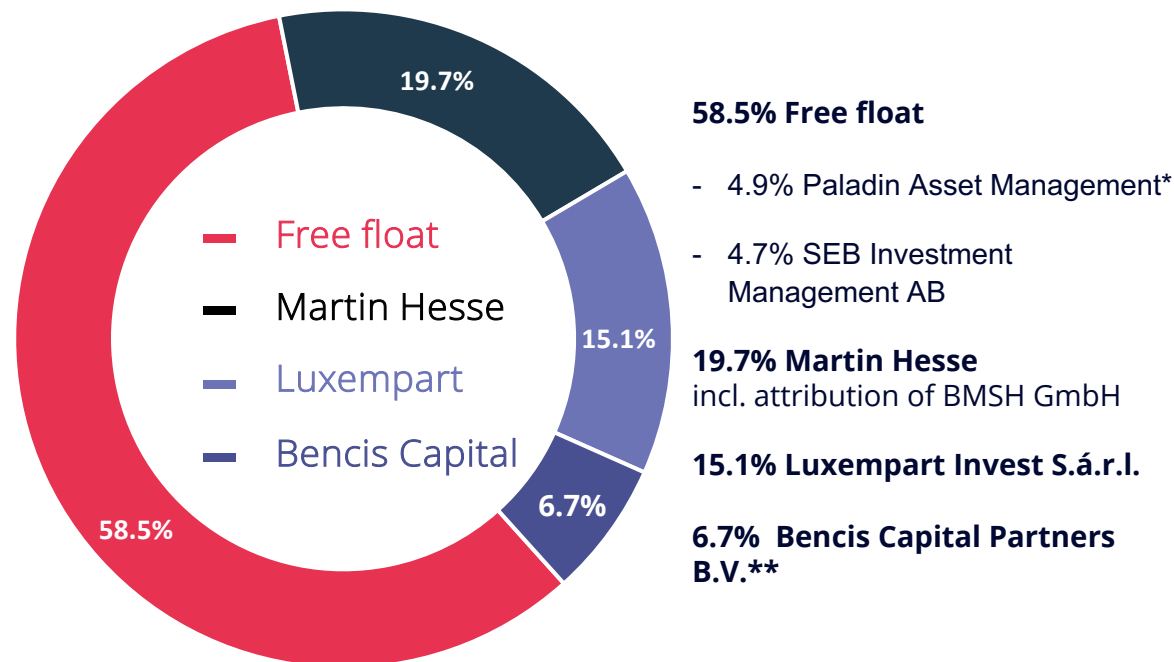 19.7%
15.1%
6.7%
58.5%
Free float
Martin Hesse
Luxempart
Bencis Capital
58.5% Free float
- 4.9% Paladin Asset Management*
- 4.7% SEB Investment
Management AB
19.7% Martin Hesse
incl. attribution of BMSH GmbH
15.1% Luxempart Invest S.á.r.l.
6.7% Bencis Capital Partners
B.V.**